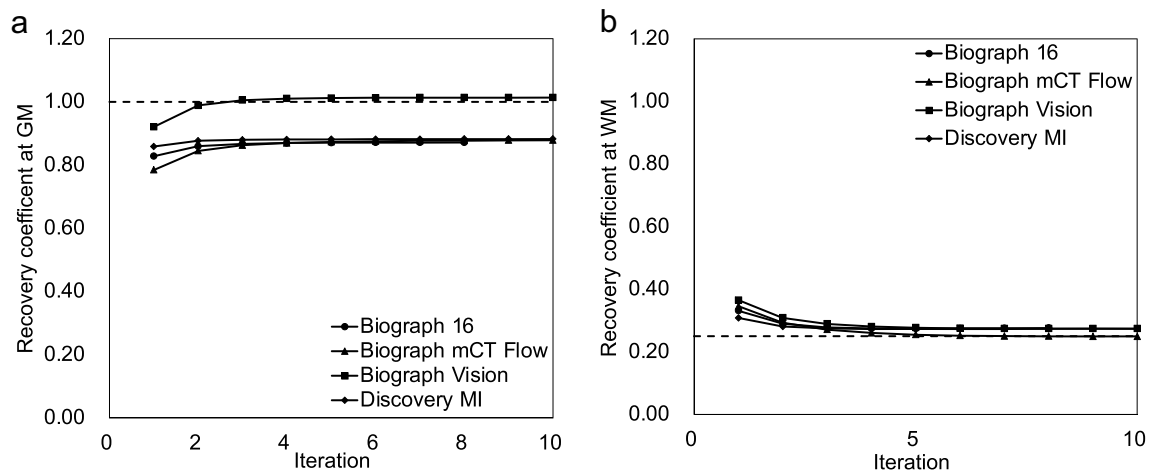 a
Recovery coefficent at GM
1.20
1.00
0.80
0.60
0.40
0.20
0.00
0
2
4
6
8
10
Iteration
Biograph 16
Biograph mCT Flow
Biograph Vision
Discovery MI
b
Recovery coefficient at WM
1.20
1.00
0.80
0.60
0.40
0.20
0.00
0
5
10
Iteration
Biograph 16
Biograph mCT Flow
Biograph Vision
Discovery MI